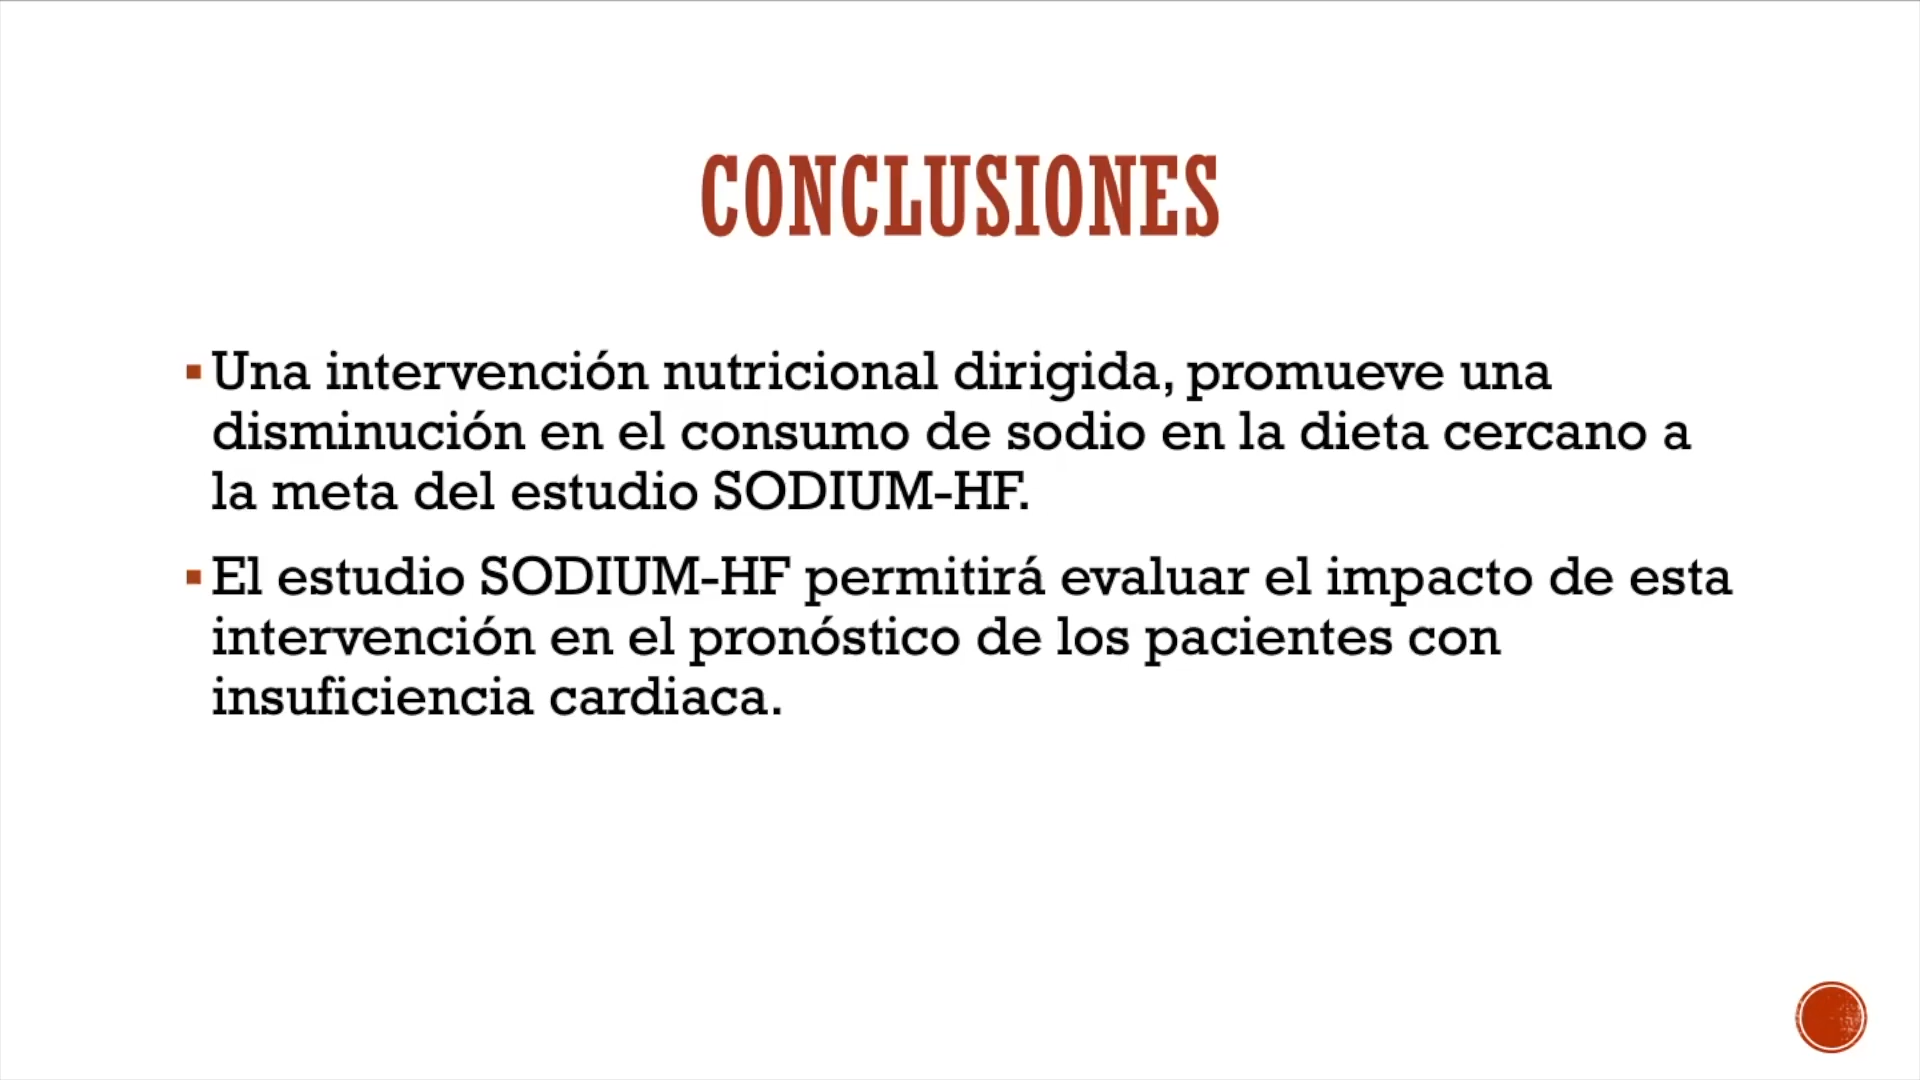 CONCLUSIONES
▪Una intervención nutricional dirigida, promueve una
disminución en el consumo de sodio en la dieta cercano a
la meta del estudio SODIUM-HF.
▪El estudio SODIUM-HF permitirá evaluar el impacto de esta
intervención en el pronóstico de los pacientes con
insuficiencia cardiaca.